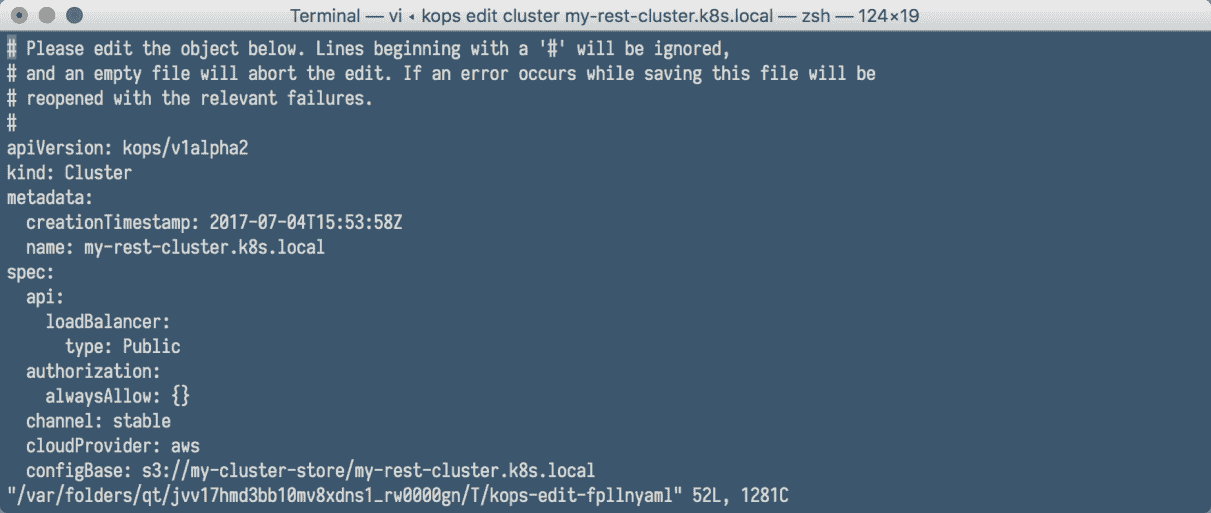 Terminal — vi ◂ kops edit cluster my-rest-cluster.k8s.local — zsh — 124×19
# Please edit the object below. Lines beginning with a '#' will be ignored,
# and an empty file will abort the edit. If an error occurs while saving this file will be
# reopened with the relevant failures.
#
apiVersion: kops/v1alpha2
kind: Cluster
metadata:
  creationTimestamp: 2017-07-04T15:53:58Z
  name: my-rest-cluster.k8s.local
spec:
  api:
    loadBalancer:
      type: Public
  authorization:
    alwaysAllow: {}
  channel: stable
  cloudProvider: aws
  configBase: s3://my-cluster-store/my-rest-cluster.k8s.local
"/var/folders/qt/jvv17hmd3bb10mv8xdns1_rw0000gn/T/kops-edit-fpllnyaml" 52L, 1281C